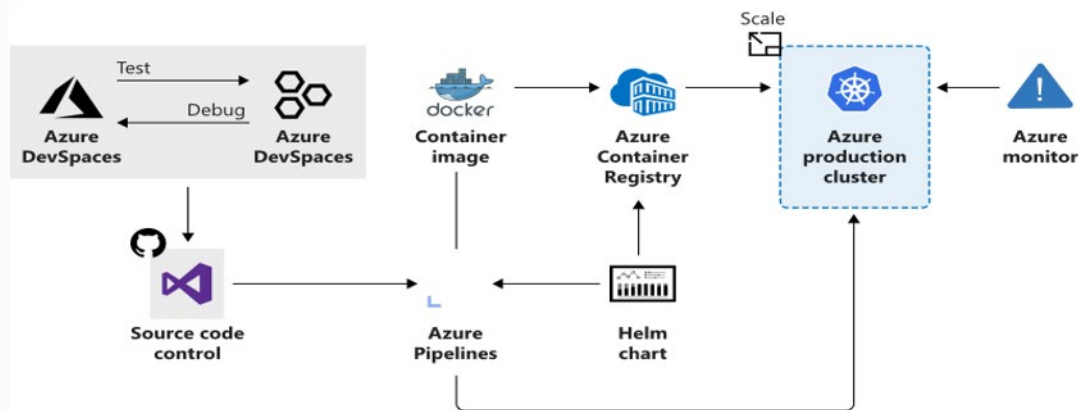 Scale
Test
Debug
Azure
DevSpaces
Azure
DevSpaces
docker
Container
image
Azure
Container
Registry
Azure
production
cluster
Azure
monitor
Source code
control
Azure
Pipelines
Helm
chart